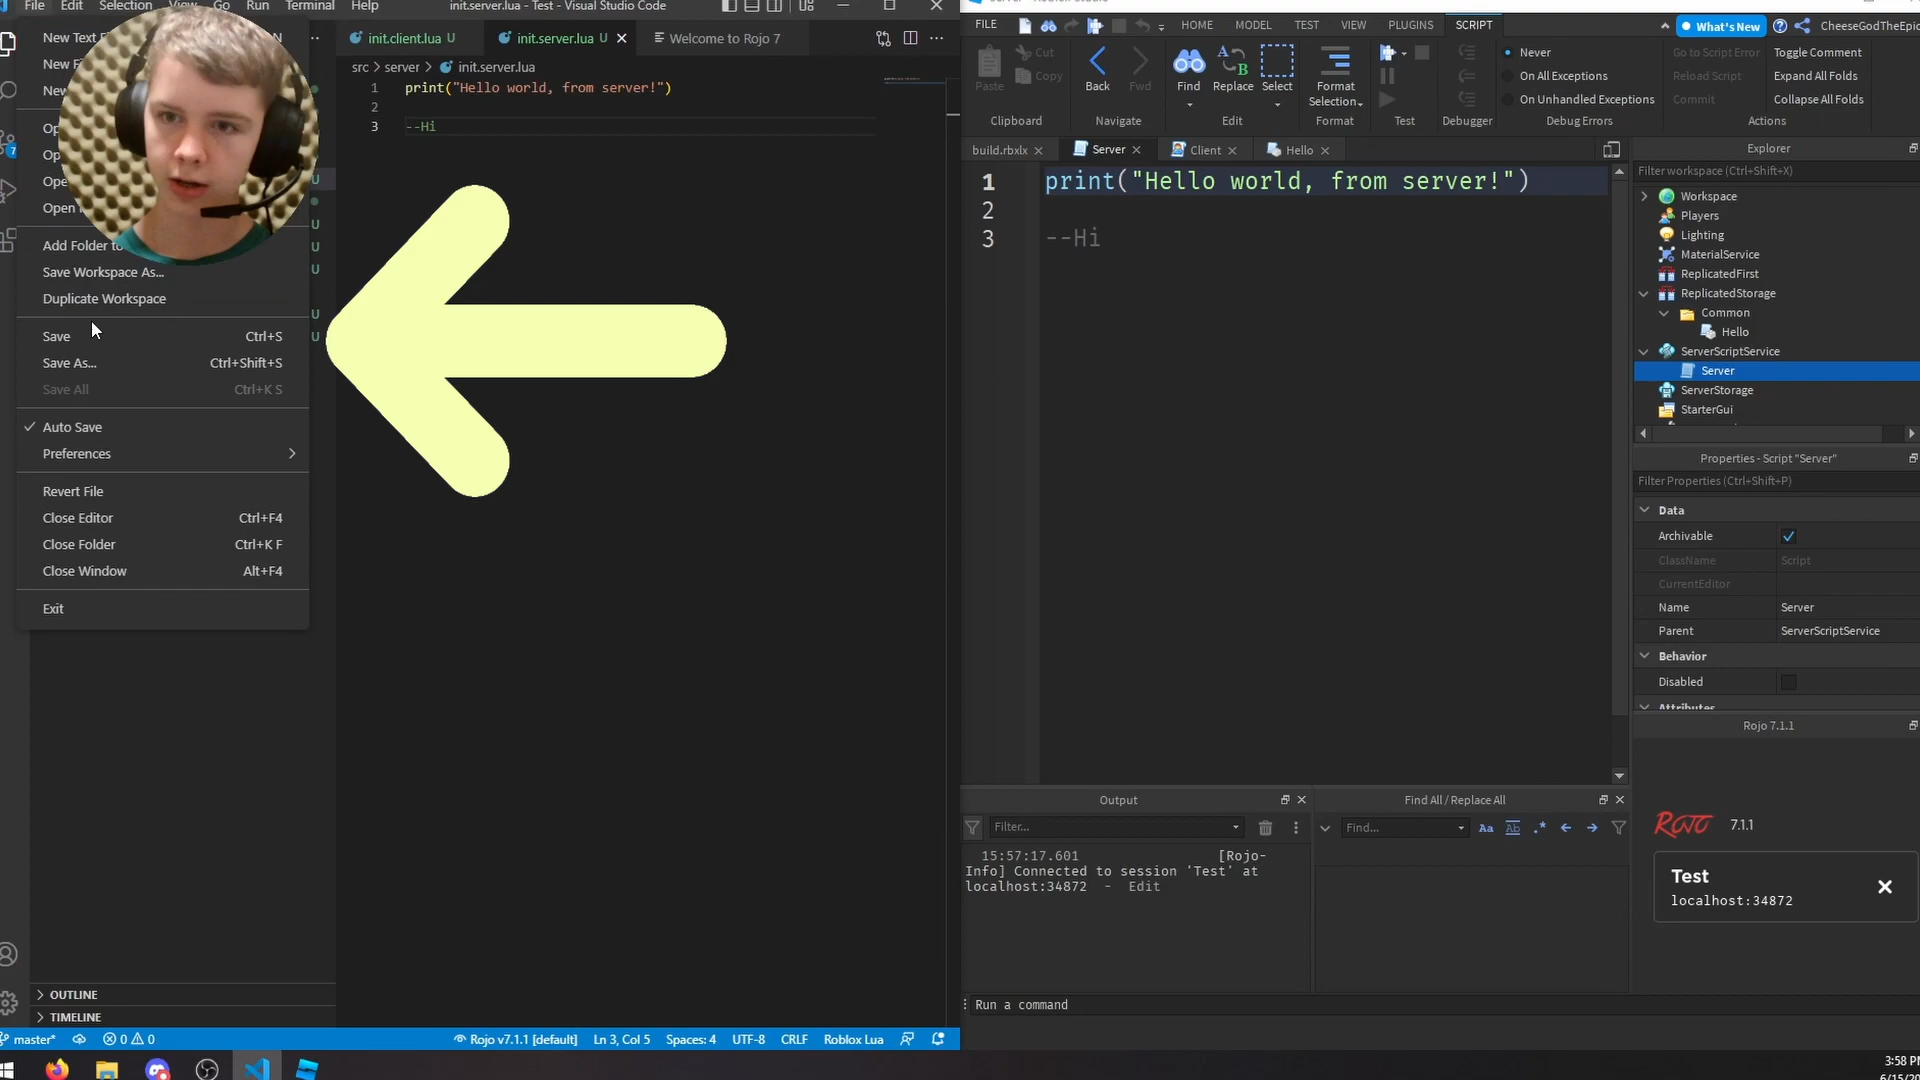 File Edit Selection View Go Run Terminal Help
init.server.lua - Test - Visual Studio Code
New Text
New
New
Add Folder to
Save Workspace As...
Duplicate Workspace
Save Ctrl+S
Save As... Ctrl+Shift+S
Save All Ctrl+K S
Auto Save
Preferences
Revert File
Close Editor Ctrl+F4
Close Folder Ctrl+K F
Close Window Alt+F4
Exit
OUTLINE
TIMELINE
master* 0 0
init.client.lua U init.server.lua U Welcome to Rojo 7
src > server > init.server.lua
1 print("Hello world, from server!")
2
3 --Hi
Rojo v7.1.1 [default] Ln 3, Col 5 Spaces: 4 UTF-8 CRLF Roblox Lua
FILE HOME MODEL TEST VIEW PLUGINS SCRIPT
What's New CheeseGodTheEpic
Paste Cut Copy
Clipboard
Back Fwd
Navigate
Find Replace Select
Edit
Format Selection
Format
Test
Debugger
Never
On All Exceptions
On Unhandled Exceptions
Debug Errors
Go to Script Error Toggle Comment
Reload Script Expand All Folds
Commit Collapse All Folds
Actions
build.rbxlx Server Client Hello
1 print("Hello world, from server!")
2
3 --Hi
Explorer
Filter workspace (Ctrl+Shift+X)
Workspace
Players
Lighting
MaterialService
ReplicatedFirst
ReplicatedStorage
Common
Hello
ServerScriptService
Server
ServerStorage
StarterGui
Properties - Script "Server"
Filter Properties (Ctrl+Shift+P)
Data
Archivable
ClassName Script
CurrentEditor
Name Server
Parent ServerScriptService
Behavior
Disabled
Attributes
Rojo 7.1.1
ROJO 7.1.1
Test
localhost:34872
Output
Filter...
15:57:17.601 [Rojo-
Info] Connected to session 'Test' at
localhost:34872 - Edit
Find All / Replace All
Find... Aa Ab .*
Run a command
3:58 PM